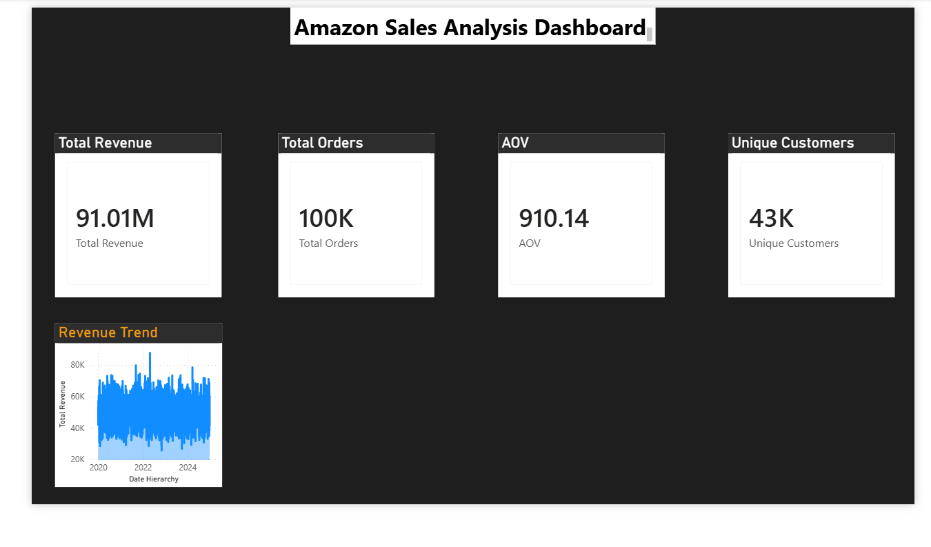 Amazon Sales Analysis Dashboard
Total Revenue
Total Orders
AOV
Unique Customers
91.01M
Total Revenue
100K
Total Orders
910.14
AOV
43K
Unique Customers
Revenue Trend
80K
60K
40K
20K
Total Revenue
2020 2022 2024
Date Hierarchy